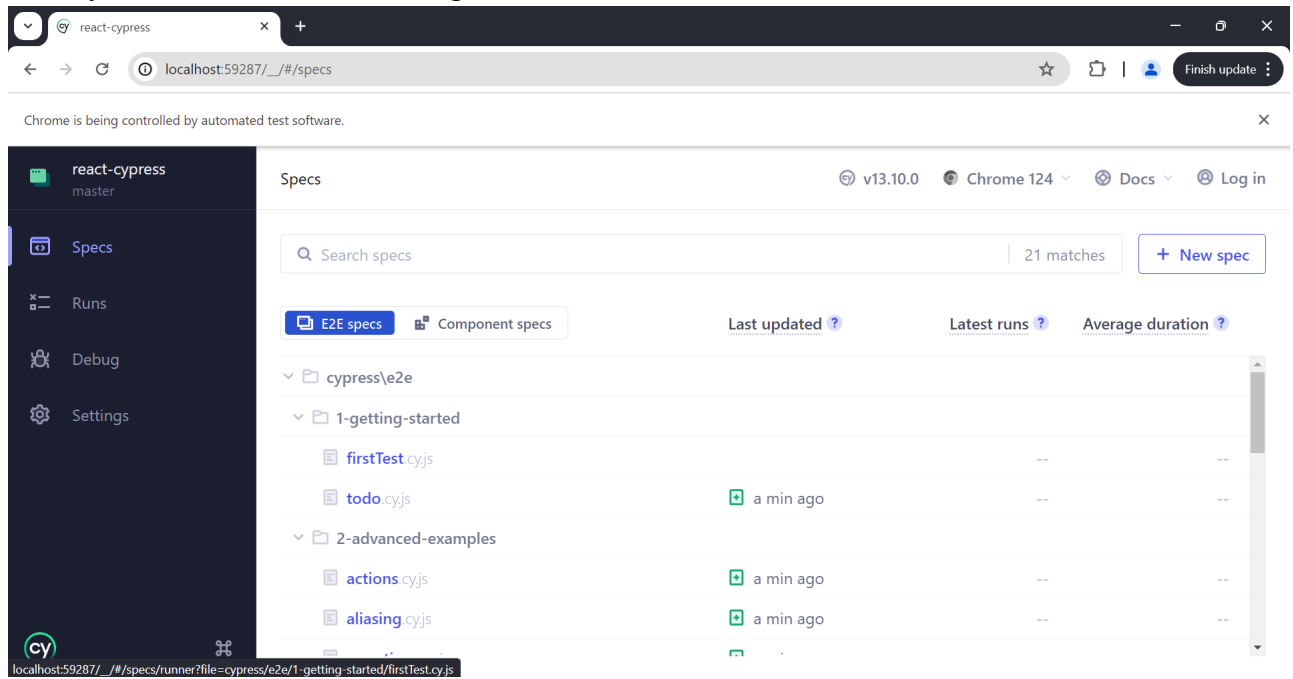 react-cypress
localhost:59287/__/#/specs
Finish update
Chrome is being controlled by automated test software.
react-cypress
master
Specs
v13.10.0
Chrome 124
Docs
Log in
Specs
Runs
Debug
Settings
Search specs
21 matches
+ New spec
E2E specs
Component specs
Last updated ?
Latest runs ?
Average duration ?
cypress\e2e
1-getting-started
firstTest.cy.js -- --
todo.cy.js a min ago -- --
2-advanced-examples
actions.cy.js a min ago -- --
aliasing.cy.js a min ago -- --
cy
localhost:59287/__/#/specs/runner?file=cypress/e2e/1-getting-started/firstTest.cy.js